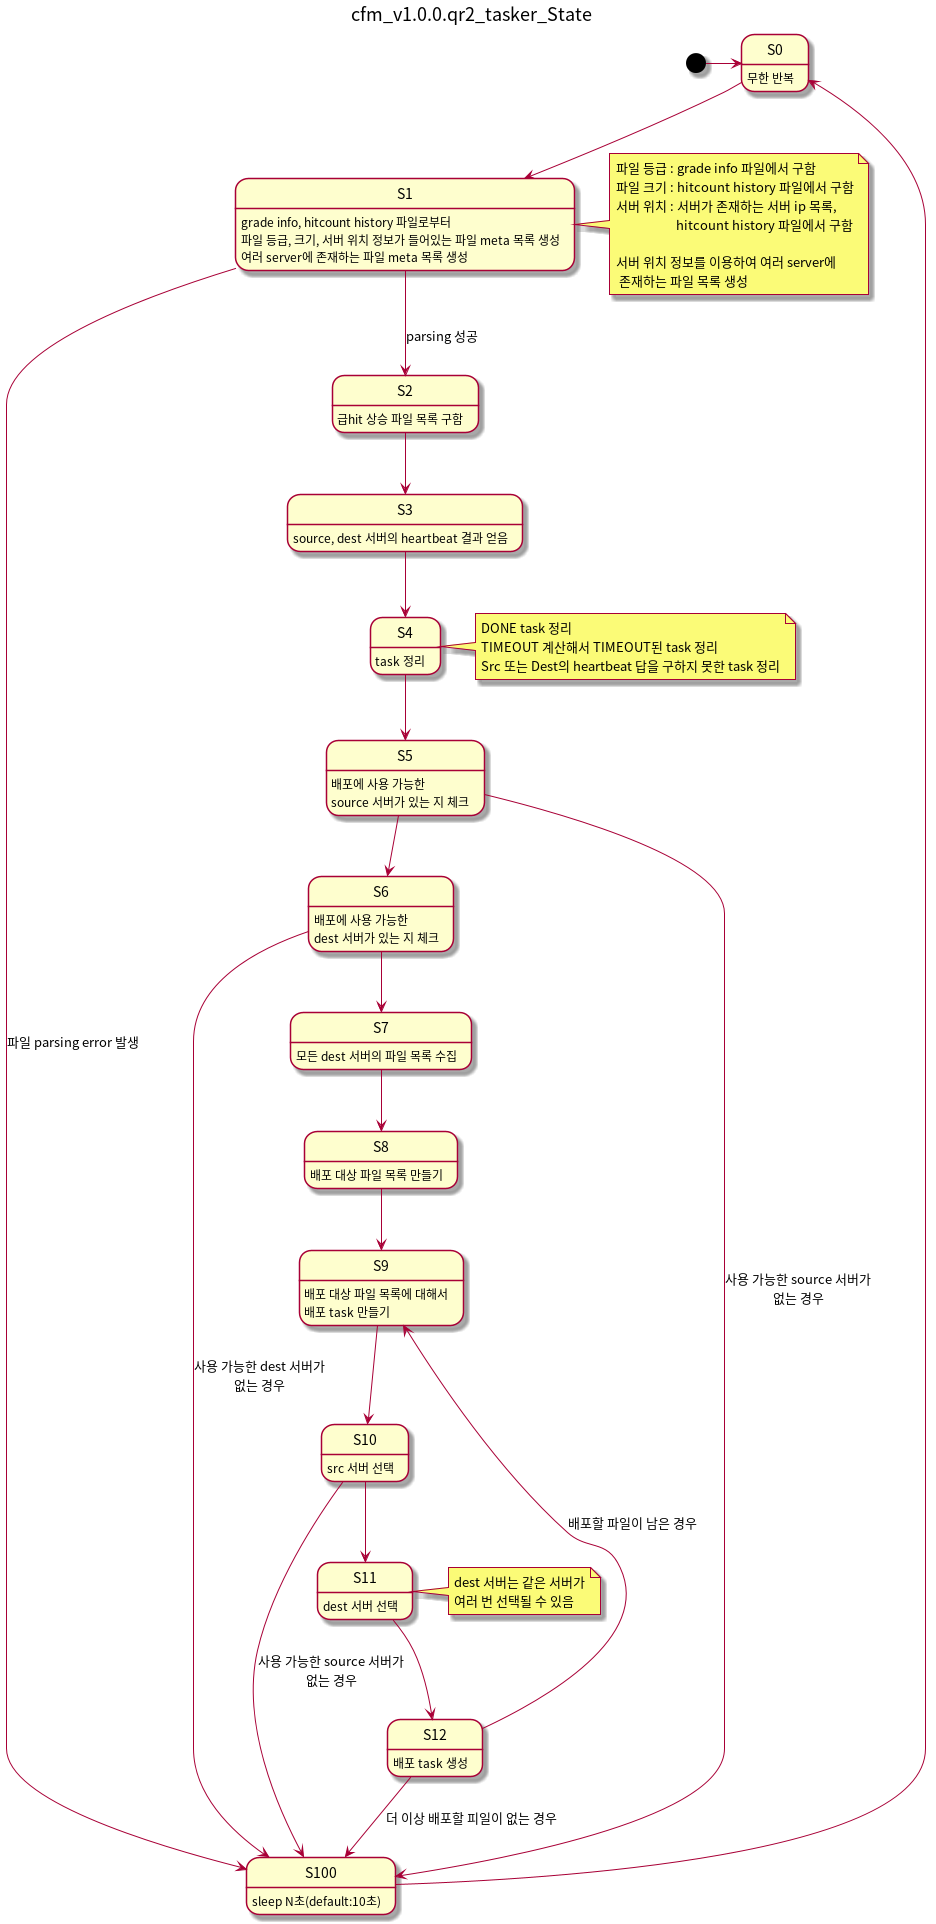 cfm_v1.0.0.qr2_tasker_State
S0
무한 반복
S1
grade info, hitcount history 파일로부터
파일 등급, 크기, 서버 위치 정보가 들어있는 파일 meta 목록 생성
여러 server에 존재하는 파일 meta 목록 생성
파일 등급 : grade info 파일에서 구함
파일 크기 : hitcount history 파일에서 구함
서버 위치 : 서버가 존재하는 서버 ip 목록,
hitcount history 파일에서 구함
서버 위치 정보를 이용하여 여러 server에
존재하는 파일 목록 생성
parsing 성공
S2
급hit 상승 파일 목록 구함
S3
source, dest 서버의 heartbeat 결과 얻음
S4
task 정리
DONE task 정리
TIMEOUT 계산해서 TIMEOUT된 task 정리
Src 또는 Dest의 heartbeat 답을 구하지 못한 task 정리
S5
배포에 사용 가능한
source 서버가 있는 지 체크
S6
배포에 사용 가능한
dest 서버가 있는 지 체크
S7
모든 dest 서버의 파일 목록 수집
파일 parsing error 발생
S8
배포 대상 파일 목록 만들기
S9
배포 대상 파일 목록에 대해서
배포 task 만들기
사용 가능한 source 서버가
없는 경우
사용 가능한 dest 서버가
없는 경우
S10
src 서버 선택
배포할 파일이 남은 경우
S11
dest 서버 선택
dest 서버는 같은 서버가
여러 번 선택될 수 있음
사용 가능한 source 서버가
없는 경우
S12
배포 task 생성
더 이상 배포할 피일이 없는 경우
S100
sleep N초(default:10초)